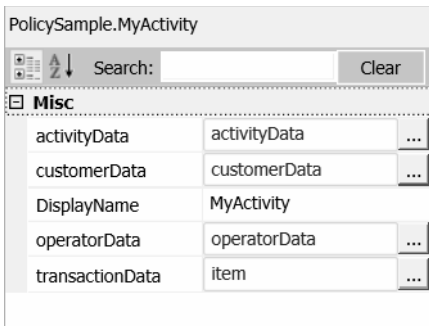 PolicySample.MyActivity
Search: Clear
Misc
activityData activityData ...
customerData customerData ...
DisplayName MyActivity
operatorData operatorData ...
transactionData item ...